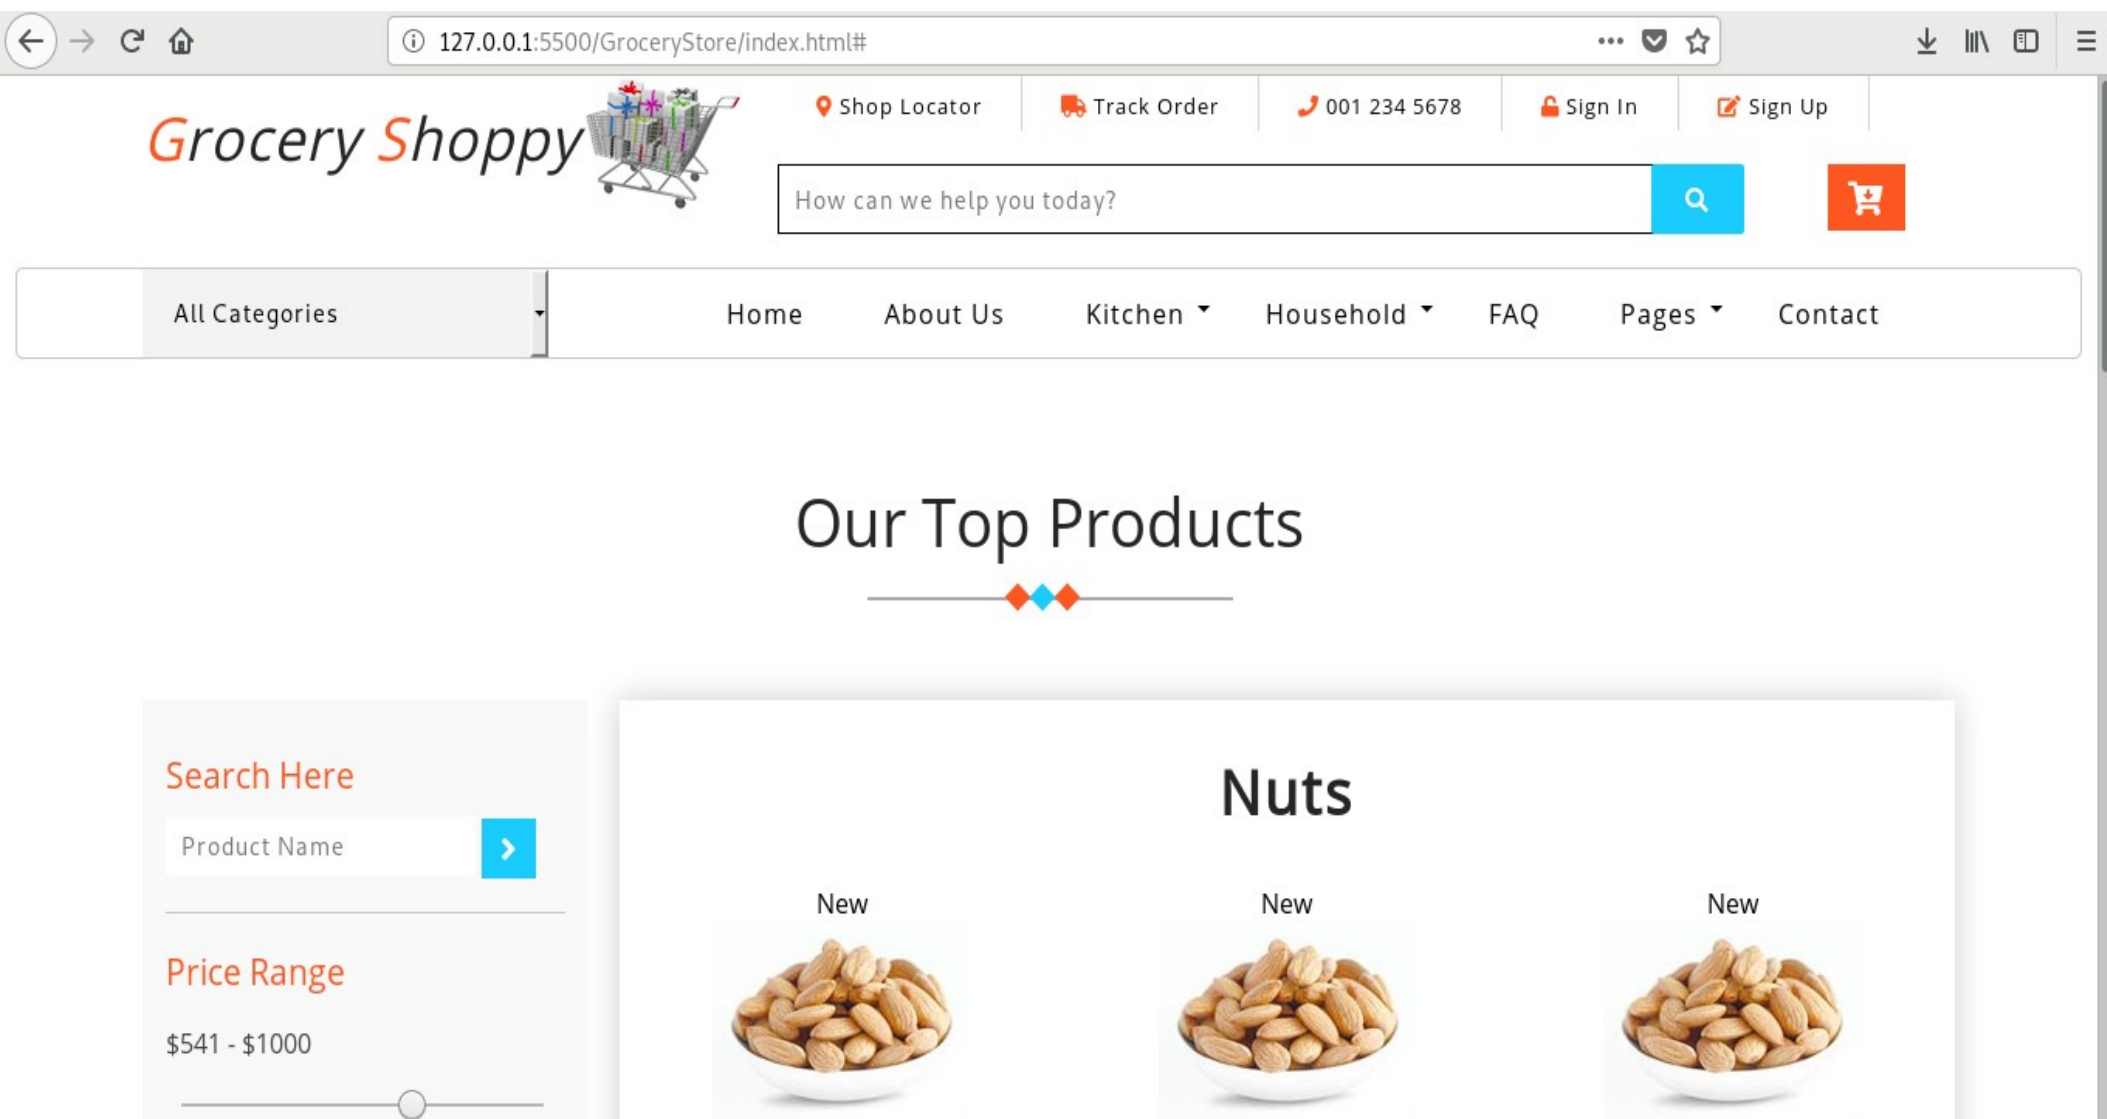 127.0.0.1:5500/GroceryStore/index.html#
Grocery Shoppy
Shop Locator
Track Order
001 234 5678
Sign In
Sign Up
How can we help you today?
All Categories
Home
About Us
Kitchen
Household
FAQ
Pages
Contact
Our Top Products
Search Here
Product Name
Price Range
$541 - $1000
Nuts
New
New
New